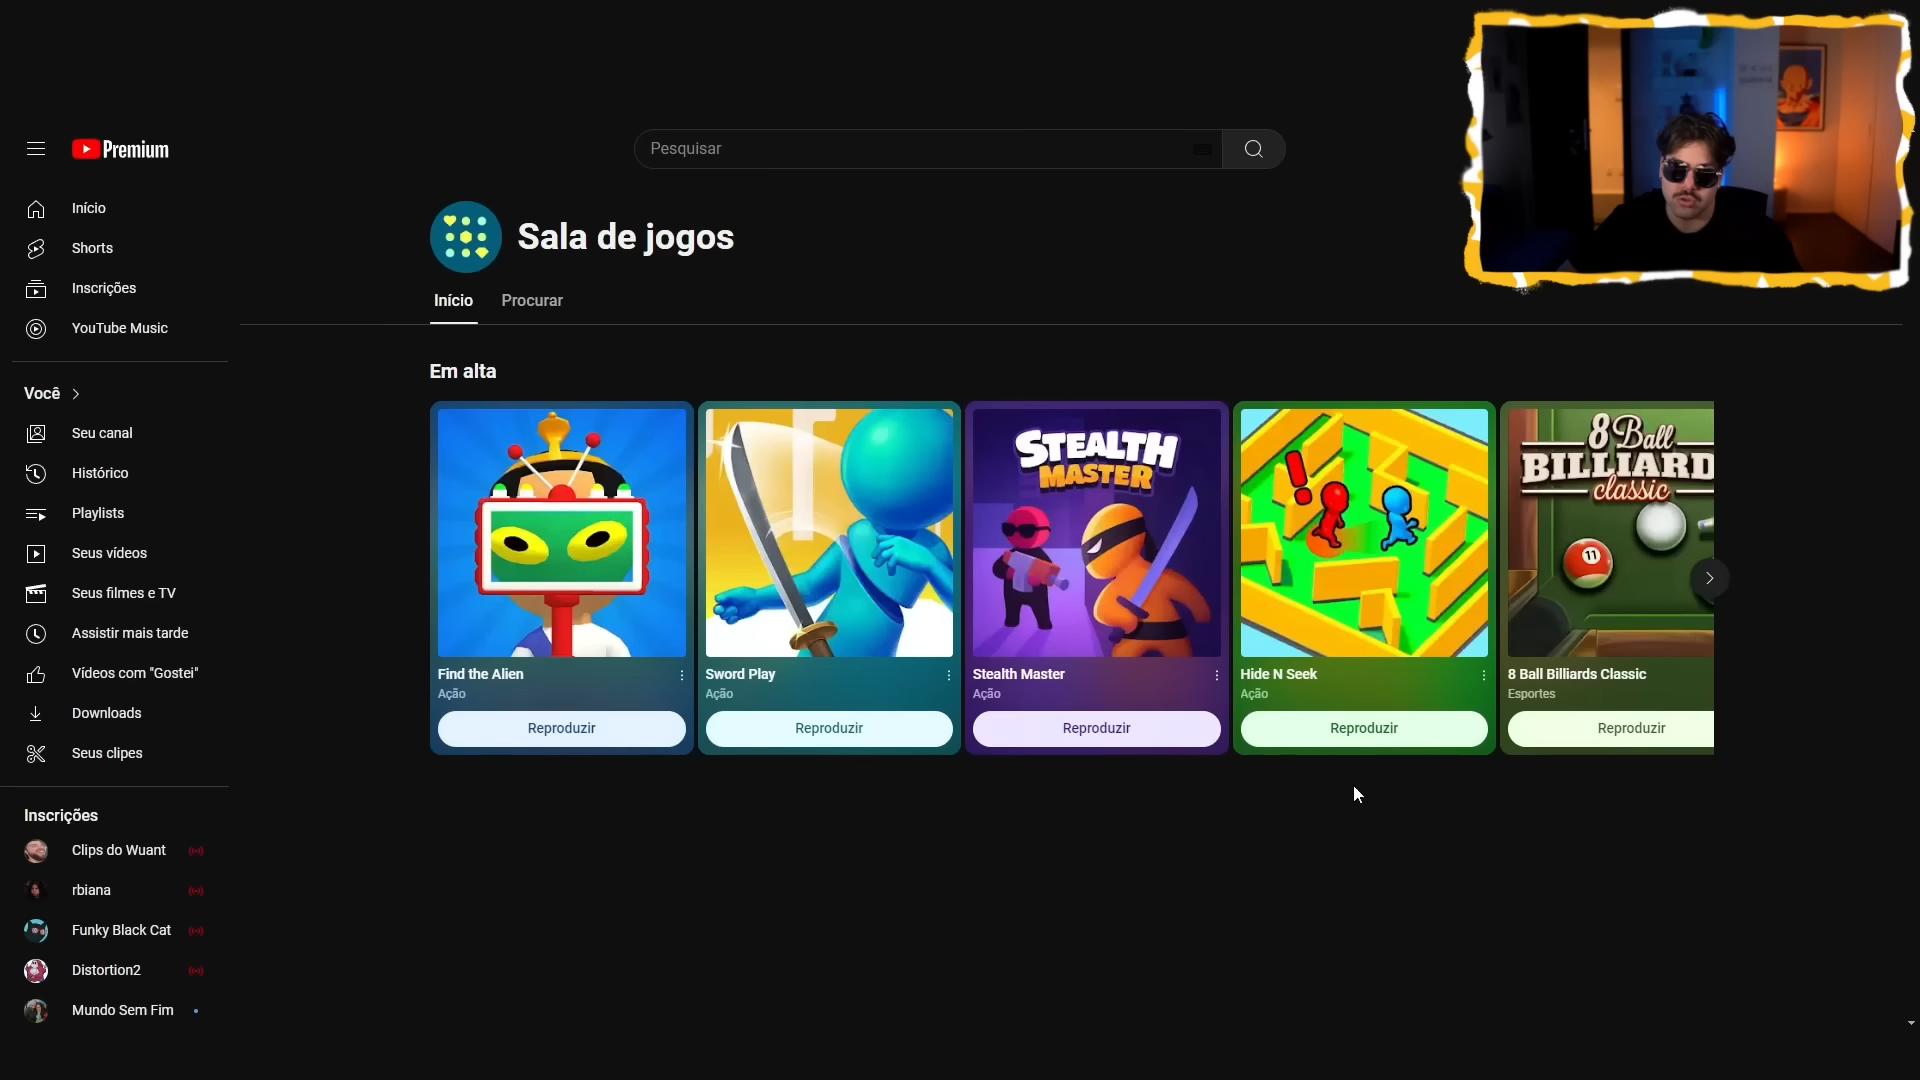 Premium
Pesquisar
Início
Shorts
Inscrições
YouTube Music
Você
Seu canal
Histórico
Playlists
Seus vídeos
Seus filmes e TV
Assistir mais tarde
Vídeos com "Gostei"
Downloads
Seus clipes
Inscrições
Clips do Wuant
rbiana
Funky Black Cat
Distortion2
Mundo Sem Fim
Sala de jogos
Início Procurar
Em alta
Find the Alien
Ação
Reproduzir
Sword Play
Ação
Reproduzir
STEALTH
MASTER
Stealth Master
Ação
Reproduzir
Hide N Seek
Ação
Reproduzir
8 Ball
BILLIARD
classic
11
8 Ball Billiards Classic
Esportes
Reproduzir